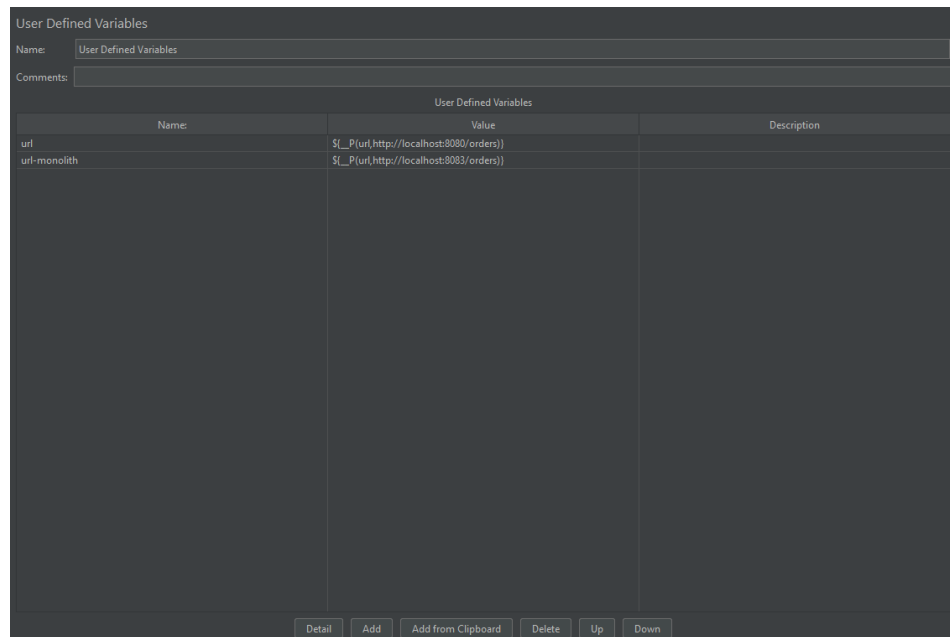 User Defined Variables
Name: User Defined Variables
Comments:
User Defined Variables
Name: Value Description
url ${__P(url,http://localhost:8080/orders)}
url-monolith ${__P(url,http://localhost:8083/orders)}
Detail Add Add from Clipboard Delete Up Down